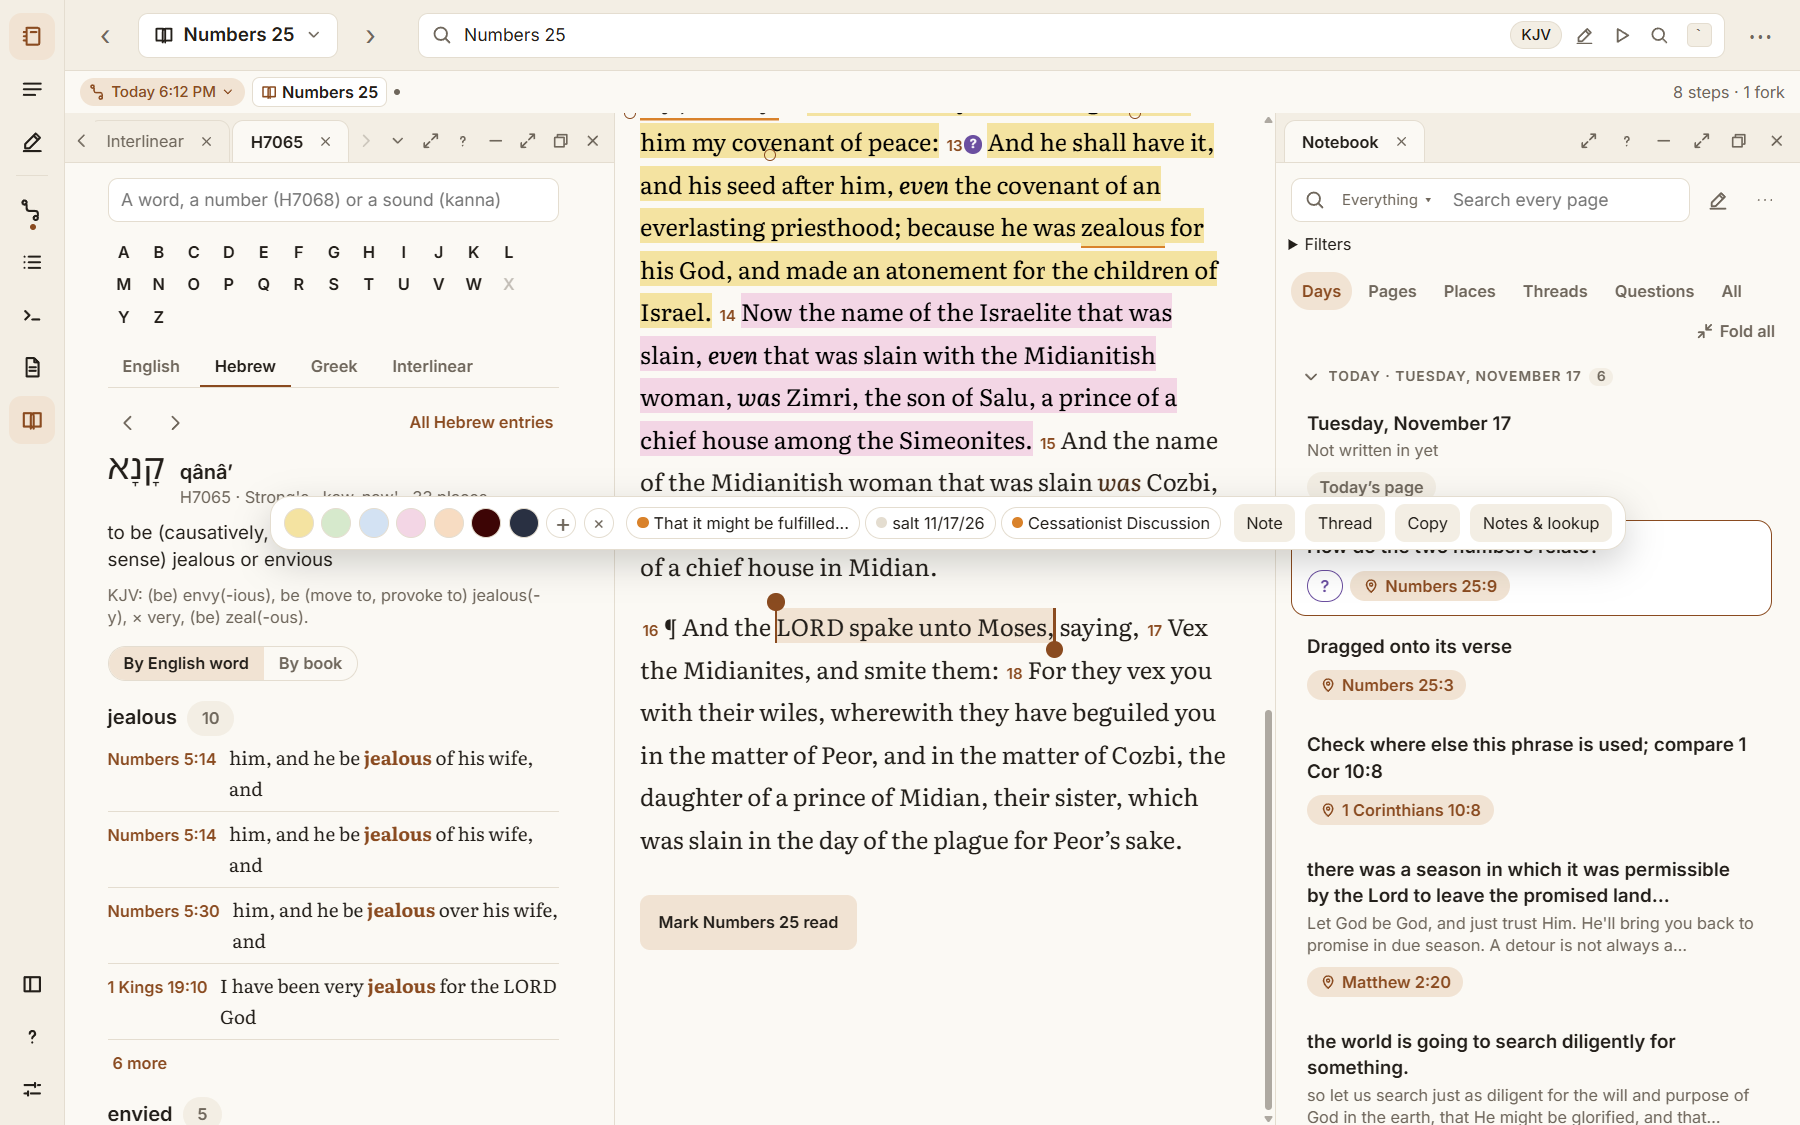 Numbers 25
Numbers 25
KJV
Today 6:12 PM
Numbers 25
8 steps · 1 fork
Interlinear
H7065
?
A word, a number (H7068) or a sound (kanna)
A B C D E F G H I J K L
M N O P Q R S T U V W X
Y Z
English Hebrew Greek Interlinear
All Hebrew entries
קָנָא qânâʼ
H7065 · Strong's
to be (causatively,
sense) jealous or envious
KJV: (be) envy(-ious), be (move to, provoke to) jealous(-
y), × very, (be) zeal(-ous).
By English word By book
jealous 10
Numbers 5:14 him, and he be jealous of his wife,
and
Numbers 5:14 him, and he be jealous of his wife,
and
Numbers 5:30 him, and he be jealous over his wife,
and
1 Kings 19:10 I have been very jealous for the LORD
God
6 more
envied 5
him my covenant of peace: 13 ? And he shall have it,
and his seed after him, even the covenant of an
everlasting priesthood; because he was zealous for
his God, and made an atonement for the children of
Israel. 14 Now the name of the Israelite that was
slain, even that was slain with the Midianitish
woman, was Zimri, the son of Salu, a prince of a
chief house among the Simeonites. 15 And the name
of the Midianitish woman that was slain was Cozbi,
+ × That it might be fulfilled... salt 11/17/26 Cessationist Discussion Note Thread Copy Notes & lookup
of a chief house in Midian.
16 ¶ And the LORD spake unto Moses, saying, 17 Vex
the Midianites, and smite them: 18 For they vex you
with their wiles, wherewith they have beguiled you
in the matter of Peor, and in the matter of Cozbi, the
daughter of a prince of Midian, their sister, which
was slain in the day of the plague for Peor’s sake.
Mark Numbers 25 read
Notebook
?
Everything Search every page
Filters
Days Pages Places Threads Questions All
Fold all
TODAY · TUESDAY, NOVEMBER 17 6
Tuesday, November 17
Not written in yet
Today’s page
How do the two numbers relate?
? Numbers 25:9
Dragged onto its verse
Numbers 25:3
Check where else this phrase is used; compare 1
Cor 10:8
1 Corinthians 10:8
there was a season in which it was permissible
by the Lord to leave the promised land...
Let God be God, and just trust Him. He'll bring you back to
promise in due season. A detour is not always a...
Matthew 2:20
the world is going to search diligently for
something.
so let us search just as diligent for the will and purpose of
God in the earth, that He might be glorified, and that...
?